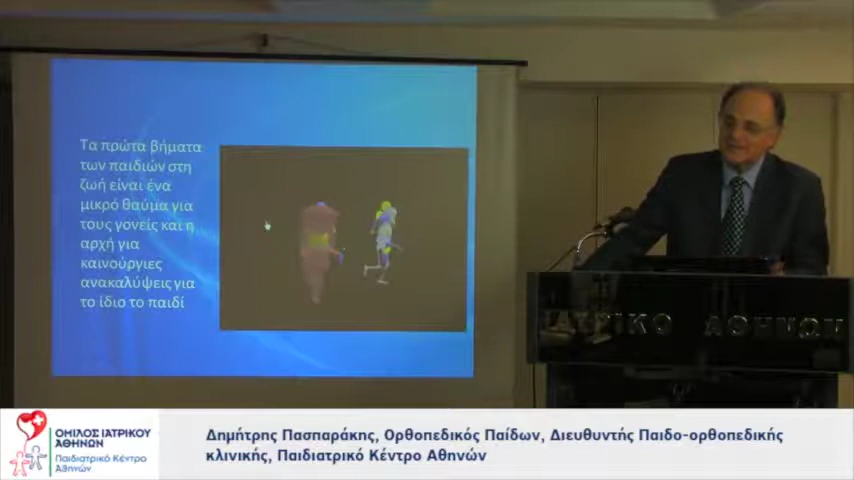 Τα πρώτα βήματα
των παιδιών στη
ζωή είναι ένα
μικρό θαύμα για
τους γονείς και η
αρχή για
καινούργιες
ανακαλύψεις για
το ίδιο το παιδί
ΑΘΗΝΩΝ
ΟΜΙΛΟΣ ΙΑΤΡΙΚΟΥ
ΑΘΗΝΩΝ
Παιδιατρικό Κέντρο
Αθηνών
Δημήτρης Πασπαράκης, Ορθοπεδικός Παίδων, Διευθυντής Παιδο-ορθοπεδικής
κλινικής, Παιδιατρικό Κέντρο Αθηνών